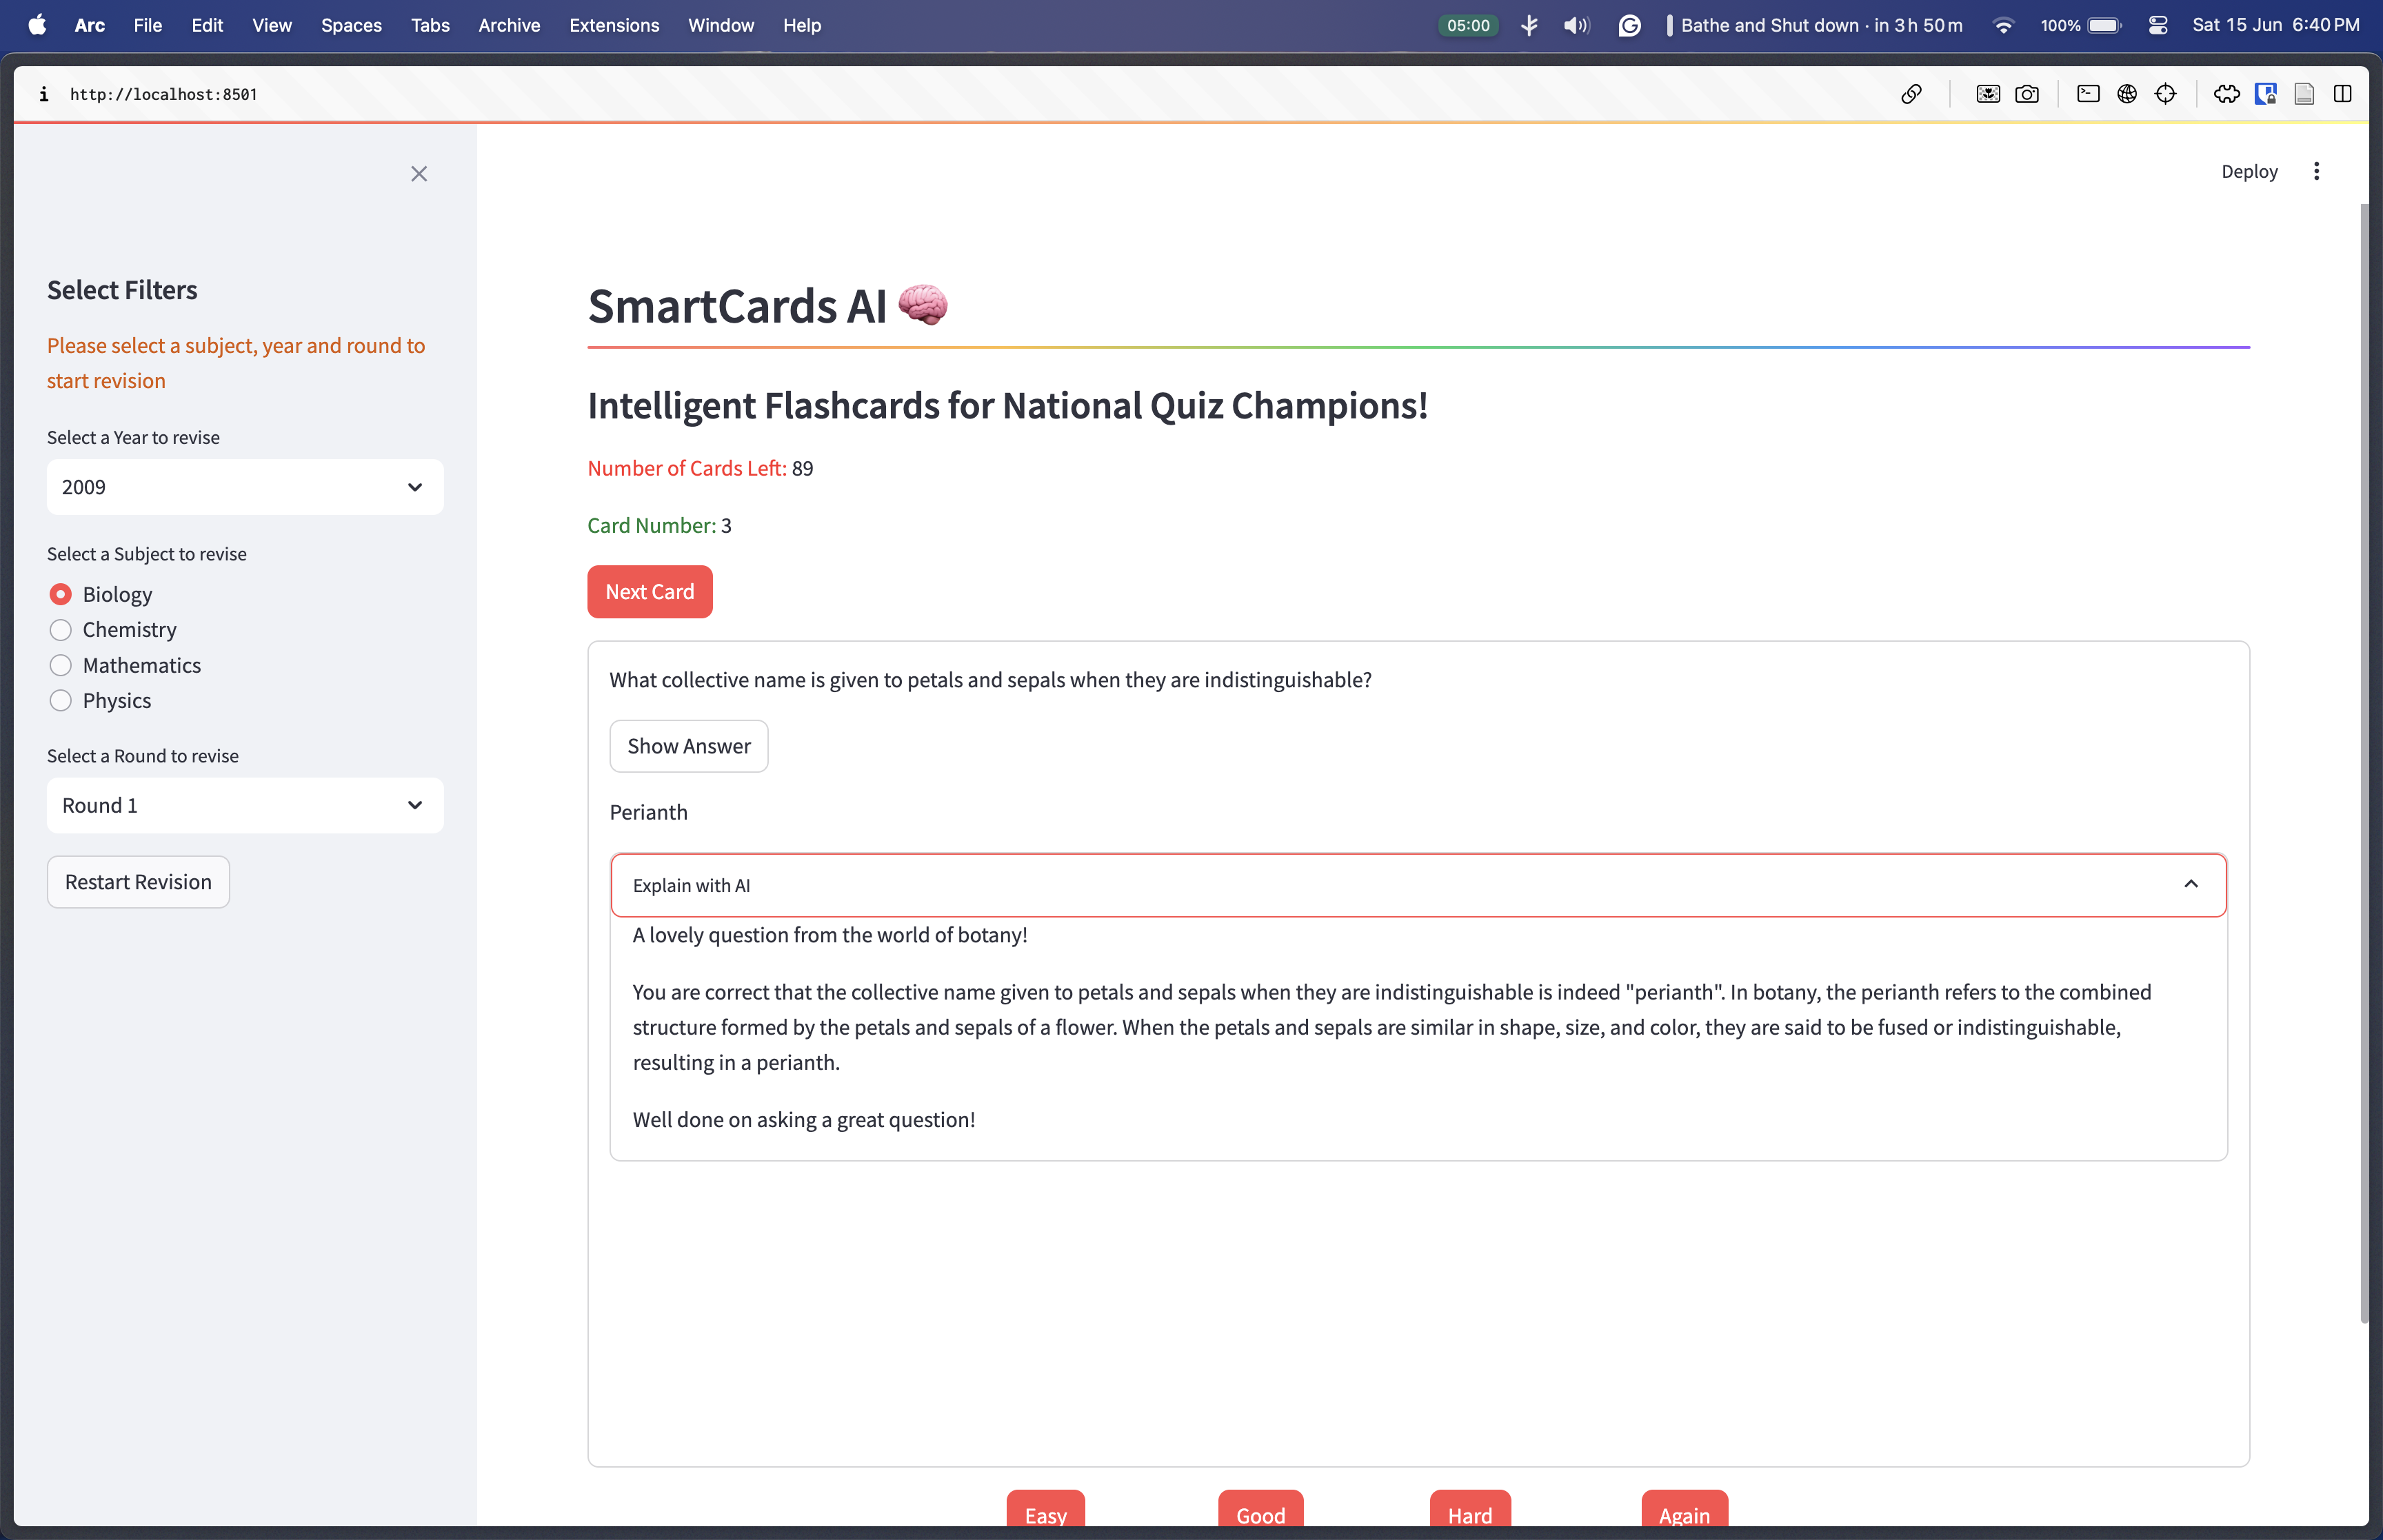 Arc File Edit View Spaces Tabs Archive Extensions Window Help 05:00 Bathe and Shut down · in 3 h 50 m 100% Sat 15 Jun 6:40 PM
http://localhost:8501
Deploy
Select Filters
Please select a subject, year and round to
start revision
Select a Year to revise
2009
Select a Subject to revise
Biology
Chemistry
Mathematics
Physics
Select a Round to revise
Round 1
Restart Revision
SmartCards AI
Intelligent Flashcards for National Quiz Champions!
Number of Cards Left: 89
Card Number: 3
Next Card
What collective name is given to petals and sepals when they are indistinguishable?
Show Answer
Perianth
Explain with AI
A lovely question from the world of botany!
You are correct that the collective name given to petals and sepals when they are indistinguishable is indeed "perianth". In botany, the perianth refers to the combined
structure formed by the petals and sepals of a flower. When the petals and sepals are similar in shape, size, and color, they are said to be fused or indistinguishable,
resulting in a perianth.
Well done on asking a great question!
Easy Good Hard Again